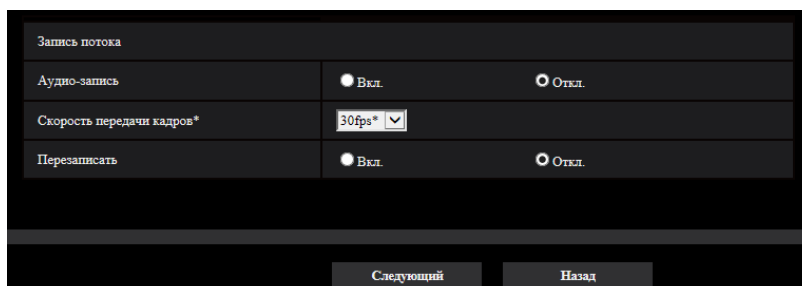 Запись потока
Аудио-запись Вкл. Откл.
Скорость передачи кадров* 30fps*
Перезаписать Вкл. Откл.
Следующий Назад